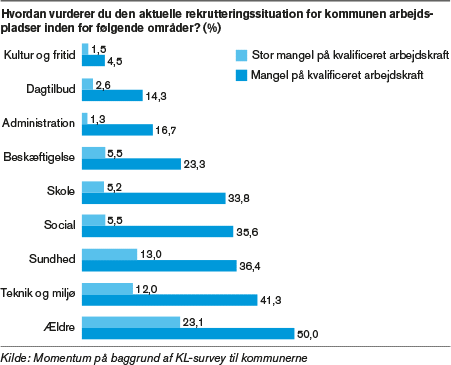 Hvordan vurderer du den aktuelle rekrutteringssituation for kommunen arbejds-
pladser inden for følgende områder? (%)
Stor mangel på kvalificeret arbejdskraft
Mangel på kvalificeret arbejdskraft
Kultur og fritid
1,5
4,5
Dagtilbud
2,6
14,3
Administration
1,3
16,7
Beskæftigelse
5,5
23,3
Skole
5,2
33,8
Social
5,5
35,6
Sundhed
13,0
36,4
Teknik og miljø
12,0
41,3
Ældre
23,1
50,0
Kilde: Momentum på baggrund af KL-survey til kommunerne